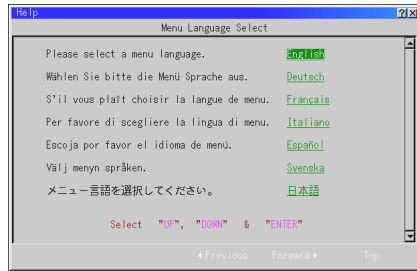 Help
Menu Language Select
Please select a menu language. English
Wählen Sie bitte die Menü Sprache aus. Deutsch
S'il vous plaît choisir la langue de menu. Français
Per favore di scegliere la lingua di menu. Italiano
Escoja por favor el idioma de menú. Español
Välj menyn språken. Svenska
メニュー言語を選択してください。 日本語
Select "UP", "DOWN" & "ENTER"
Previous Forward Top